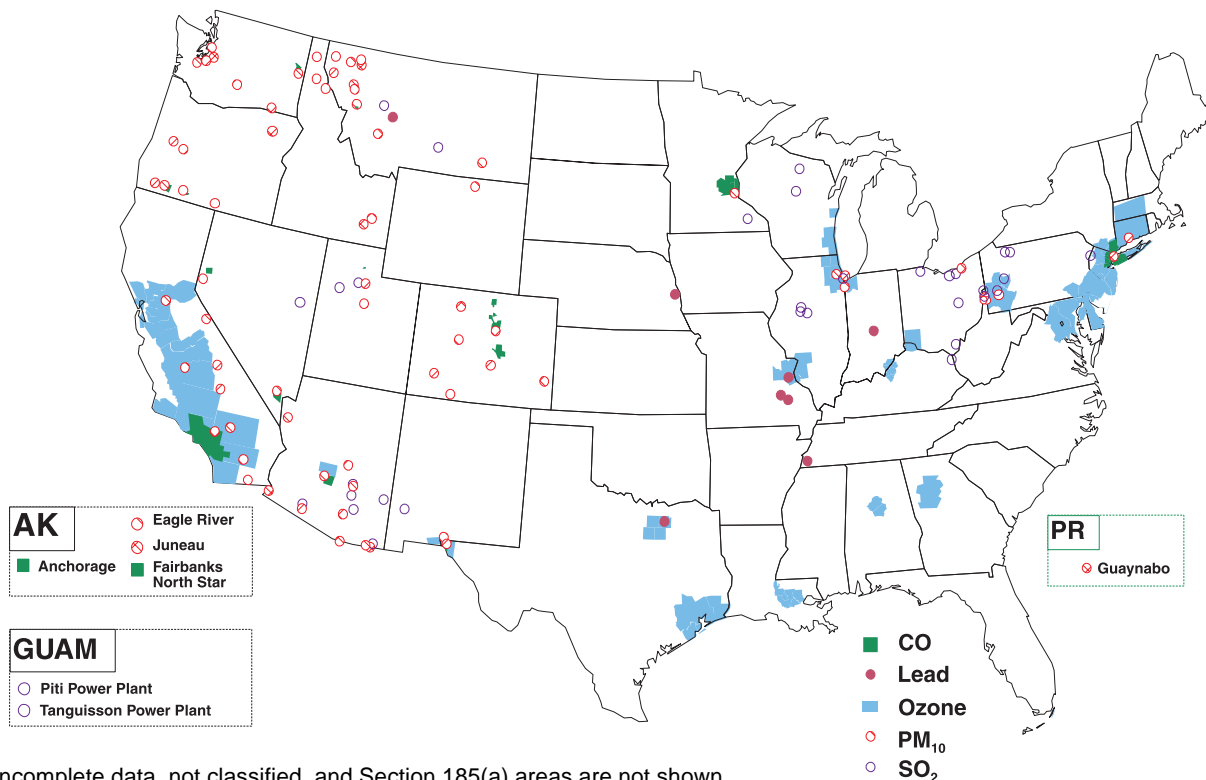 AK
Eagle River
Juneau
Anchorage
Fairbanks
North Star
GUAM
Piti Power Plant
Tanguisson Power Plant
PR
Guaynabo
CO
Lead
Ozone
PM10
SO2
ncomplete data, not classified, and Section 185(a) areas are not shown